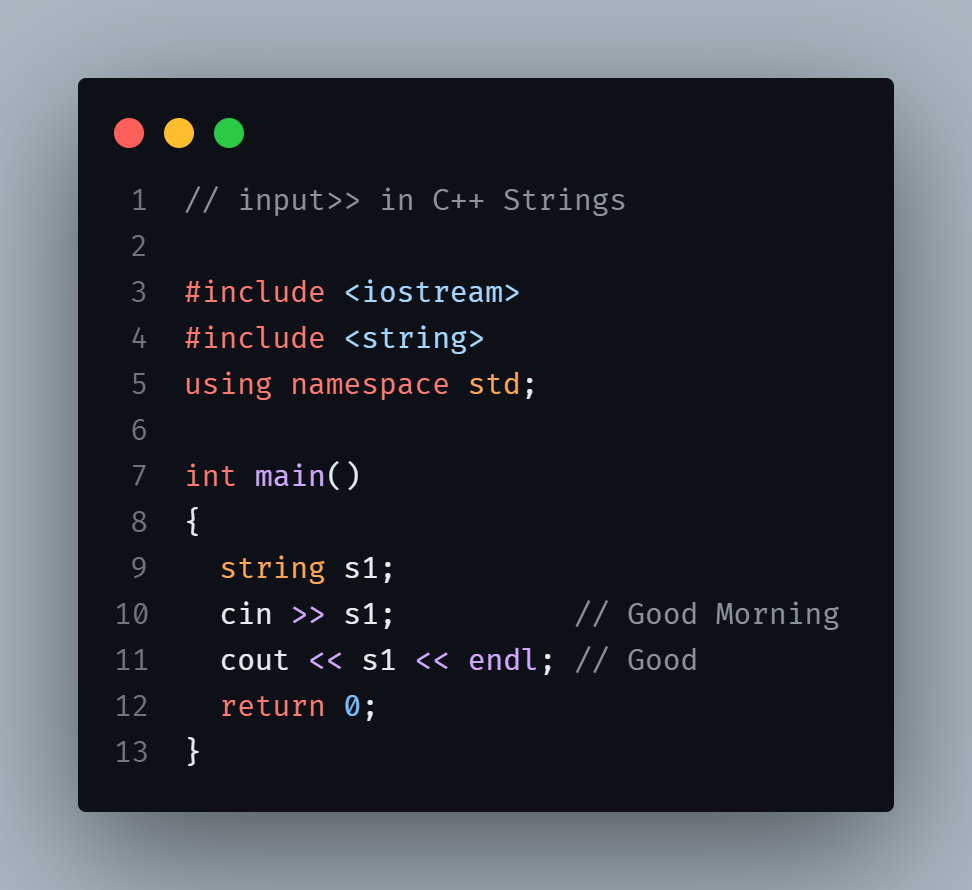 1 // input>> in C++ Strings
2
3 #include <iostream>
4 #include <string>
5 using namespace std;
6
7 int main()
8 {
9   string s1;
10   cin >> s1;          // Good Morning
11   cout << s1 << endl; // Good
12   return 0;
13 }